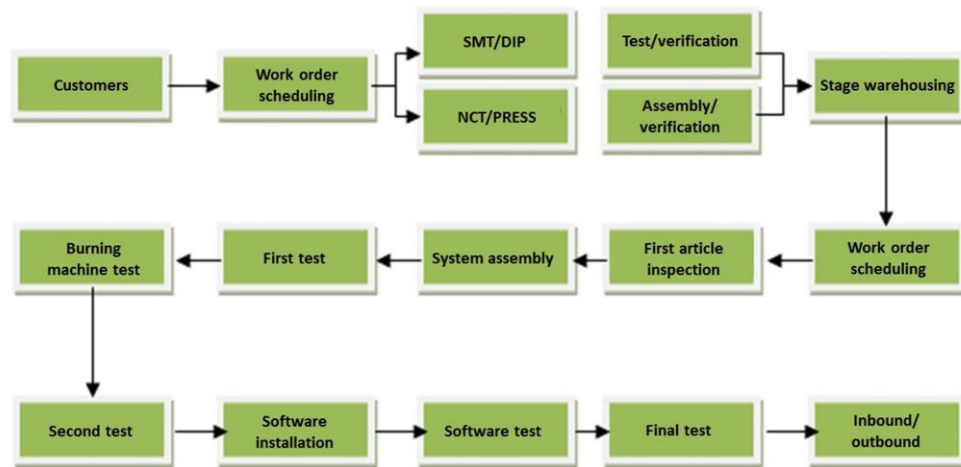 Customers
Work order
scheduling
SMT/DIP
NCT/PRESS
Test/verification
Assembly/
verification
Stage warehousing
Burning
machine test
First test
System assembly
First article
inspection
Work order
scheduling
Second test
Software
installation
Software test
Final test
Inbound/
outbound